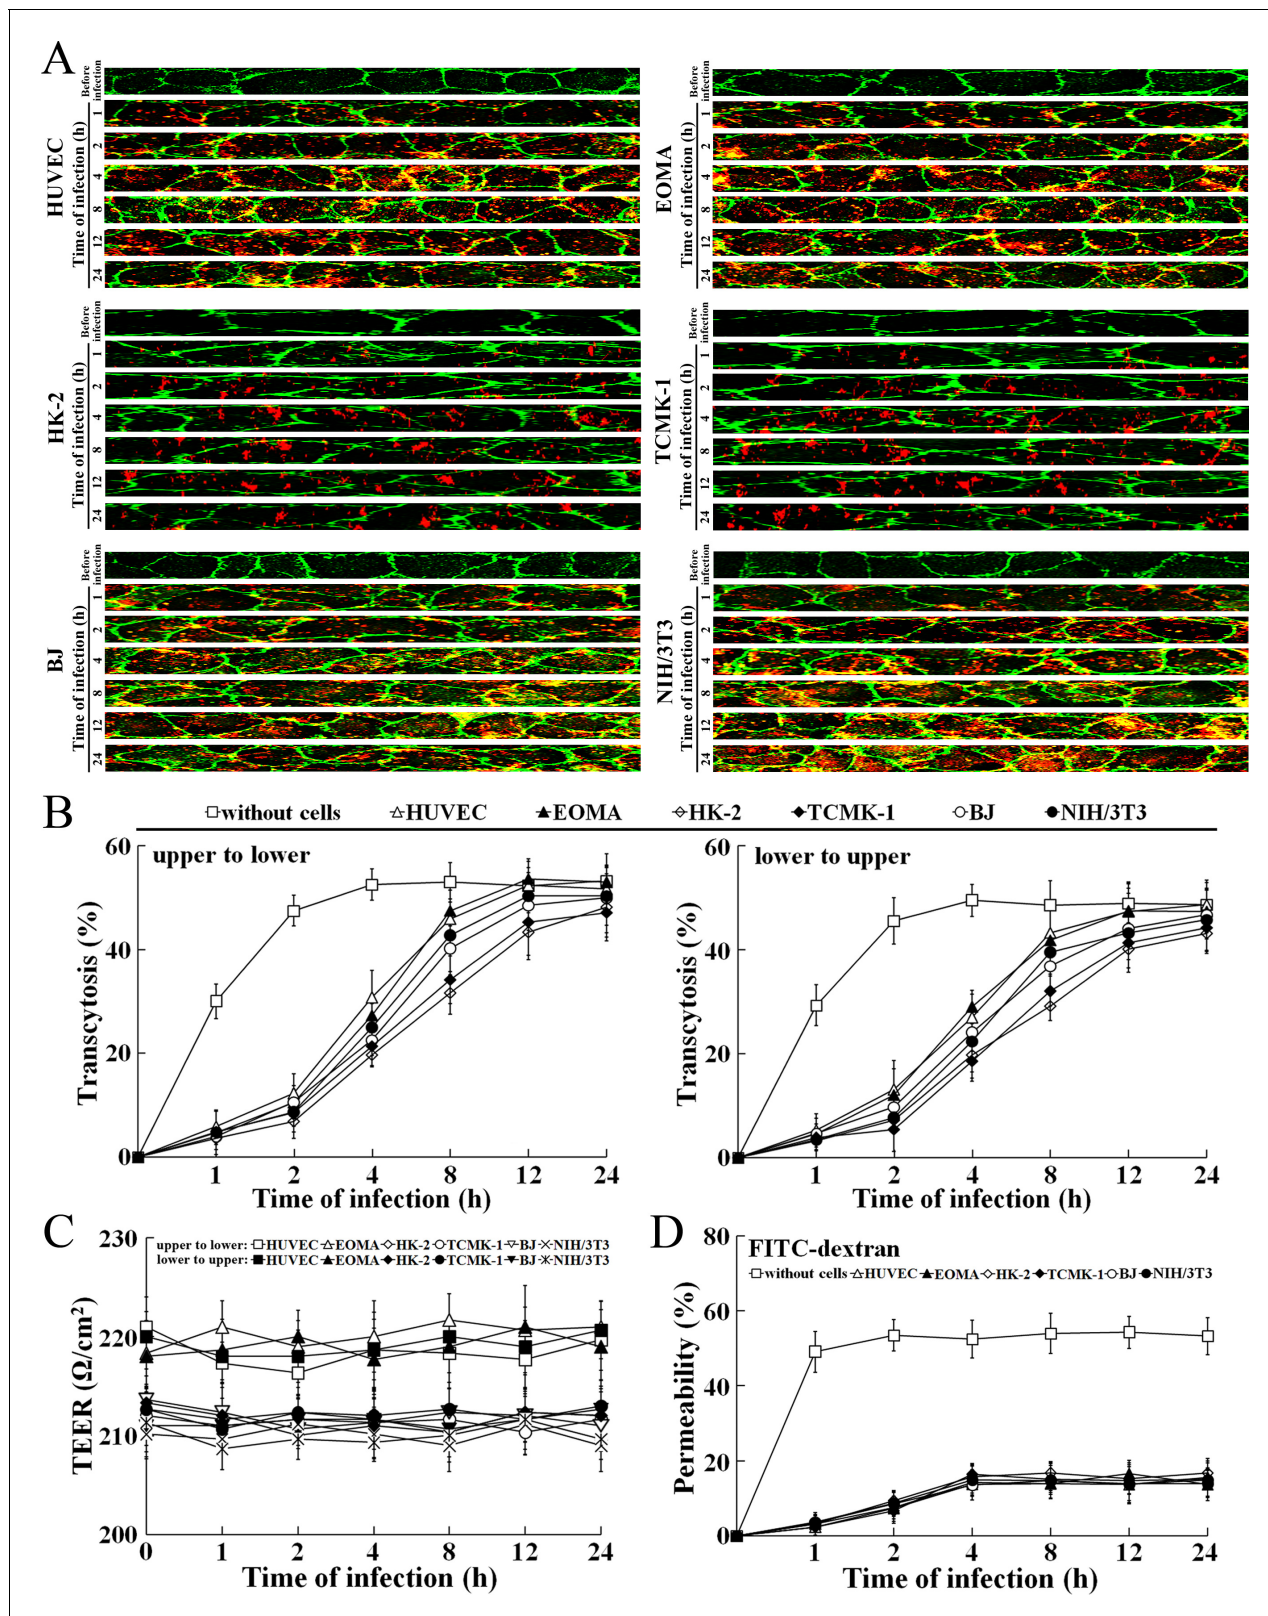 A
HUVEC
Time of infection (h)
Before infection
1
2
4
8
12
24
EOMA
Time of infection (h)
Before infection
1
2
4
8
12
24
HK-2
Time of infection (h)
Before infection
1
2
4
8
12
24
TCMK-1
Time of infection (h)
Before infection
1
2
4
8
12
24
BJ
Time of infection (h)
Before infection
1
2
4
8
12
24
NIH/3T3
Time of infection (h)
Before infection
1
2
4
8
12
24
B
without cells HUVEC EOMA HK-2 TCMK-1 BJ NIH/3T3
upper to lower
Transcytosis (%)
60
40
20
0
1 2 4 8 12 24
Time of infection (h)
lower to upper
Transcytosis (%)
60
40
20
0
1 2 4 8 12 24
Time of infection (h)
C
upper to lower: HUVEC EOMA HK-2 TCMK-1 BJ NIH/3T3
lower to upper: HUVEC EOMA HK-2 TCMK-1 BJ NIH/3T3
TEER (Ω/cm²)
230
220
210
200
0 1 2 4 8 12 24
Time of infection (h)
D
FITC-dextran
without cells HUVEC EOMA HK-2 TCMK-1 BJ NIH/3T3
Permeability (%)
80
60
40
20
0
1 2 4 8 12 24
Time of infection (h)